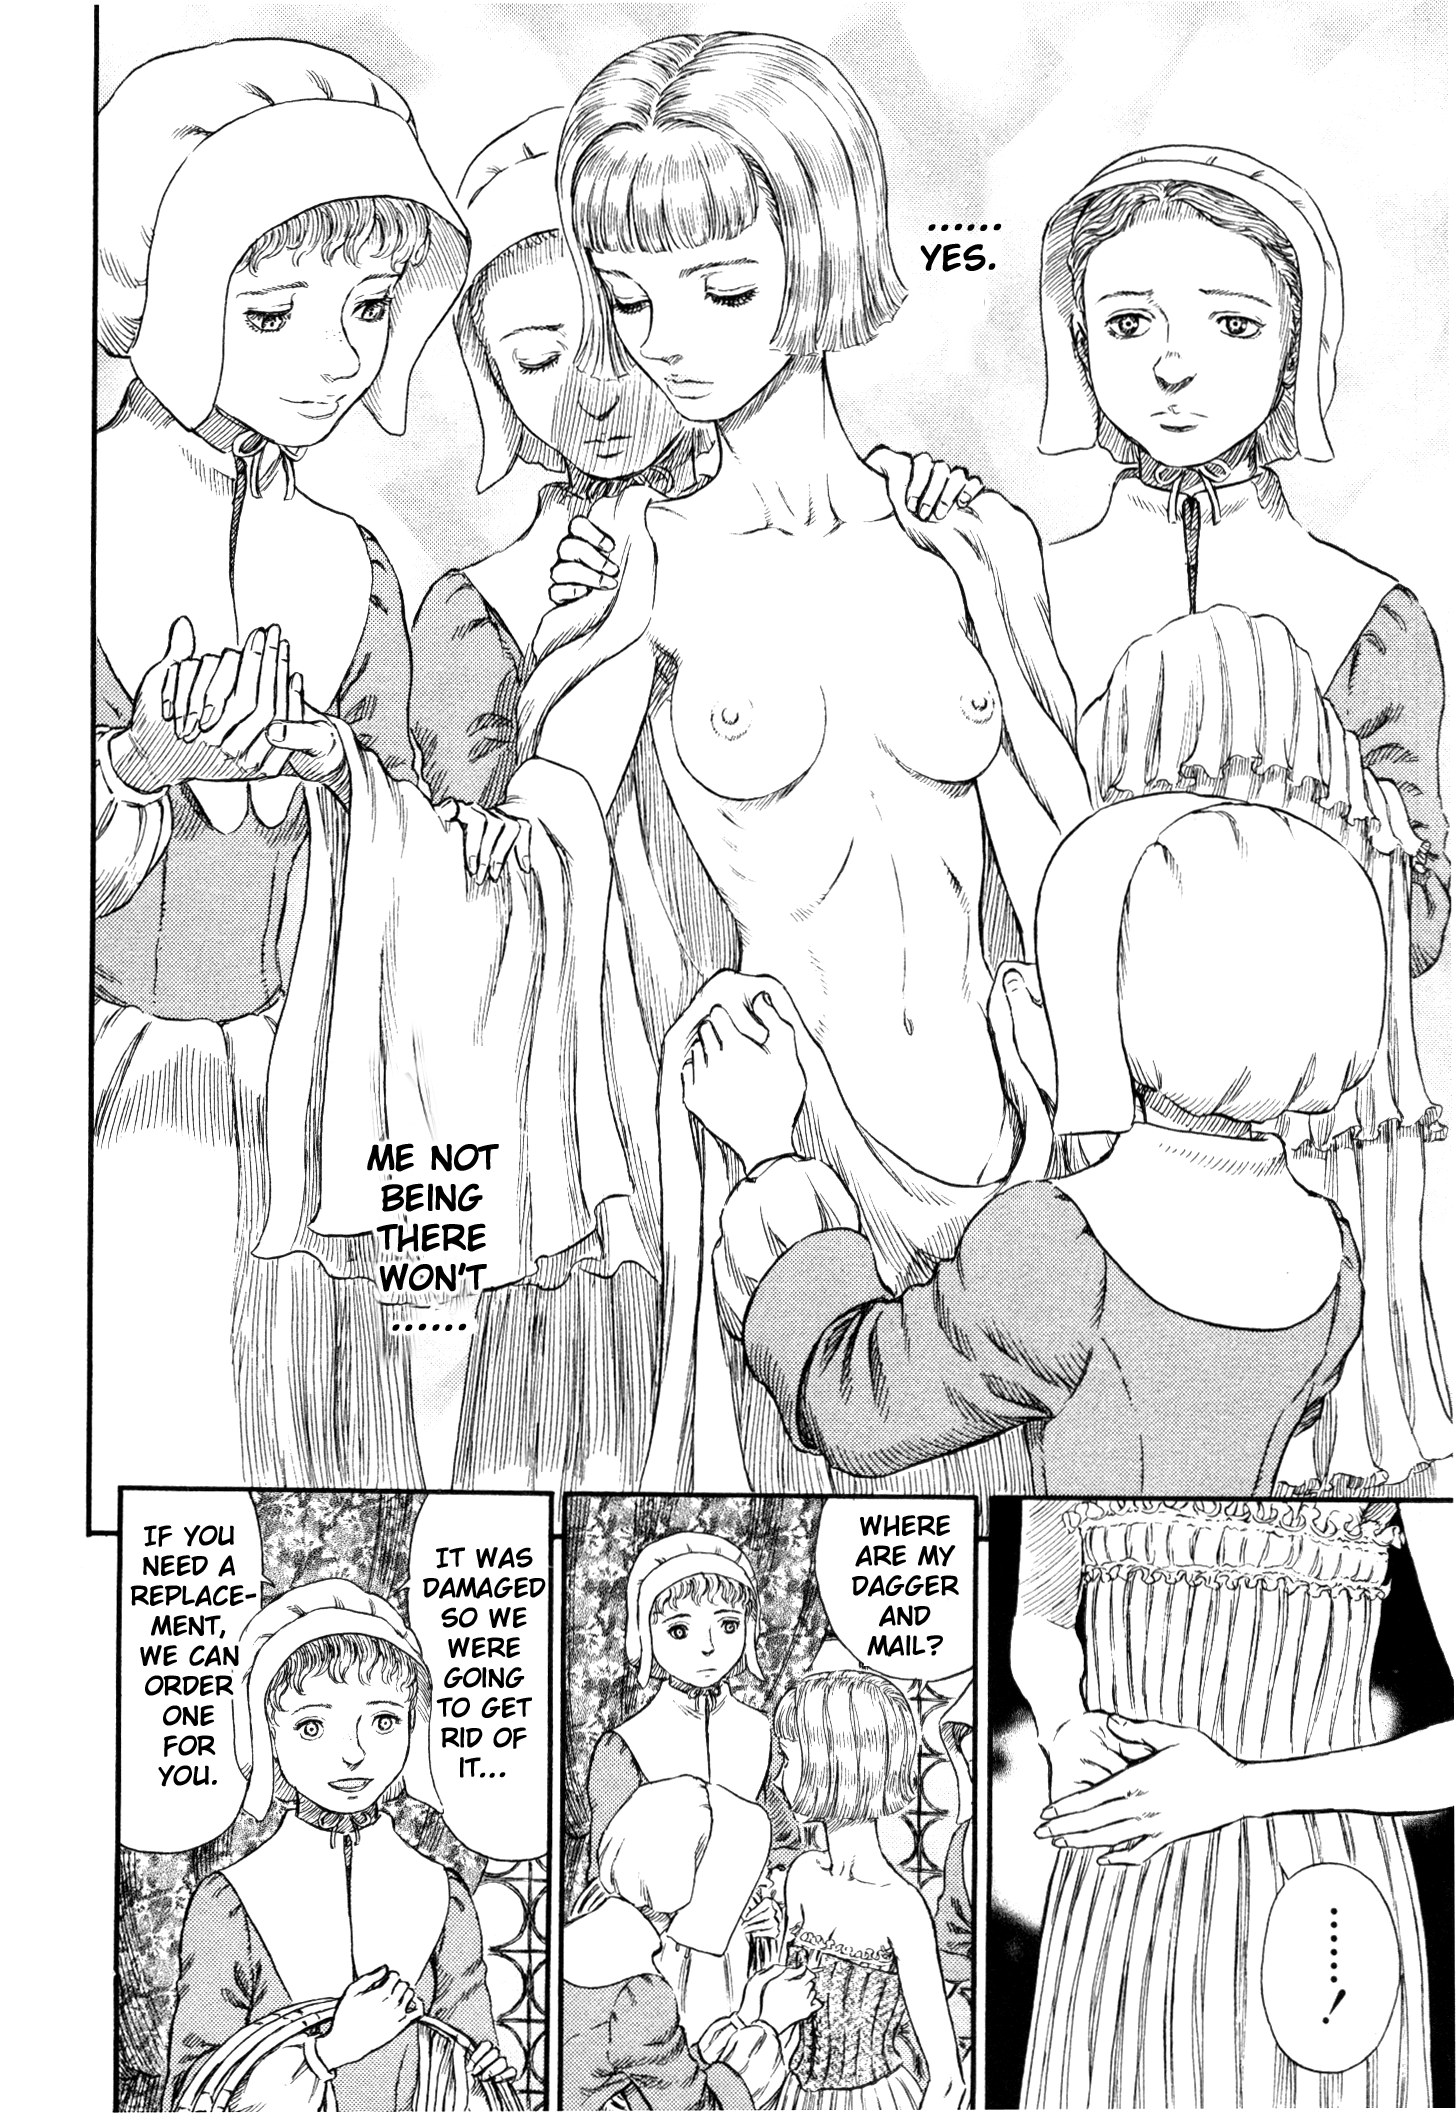 ......
YES.
ME NOT
BEING
THERE
WON'T
......
......!
WHERE
ARE MY
DAGGER
AND
MAIL?
IT WAS
DAMAGED
SO WE
WERE
GOING
TO GET
RID OF
IT...
IF YOU
NEED A
REPLACE-
MENT,
WE CAN
ORDER
ONE
FOR
YOU.